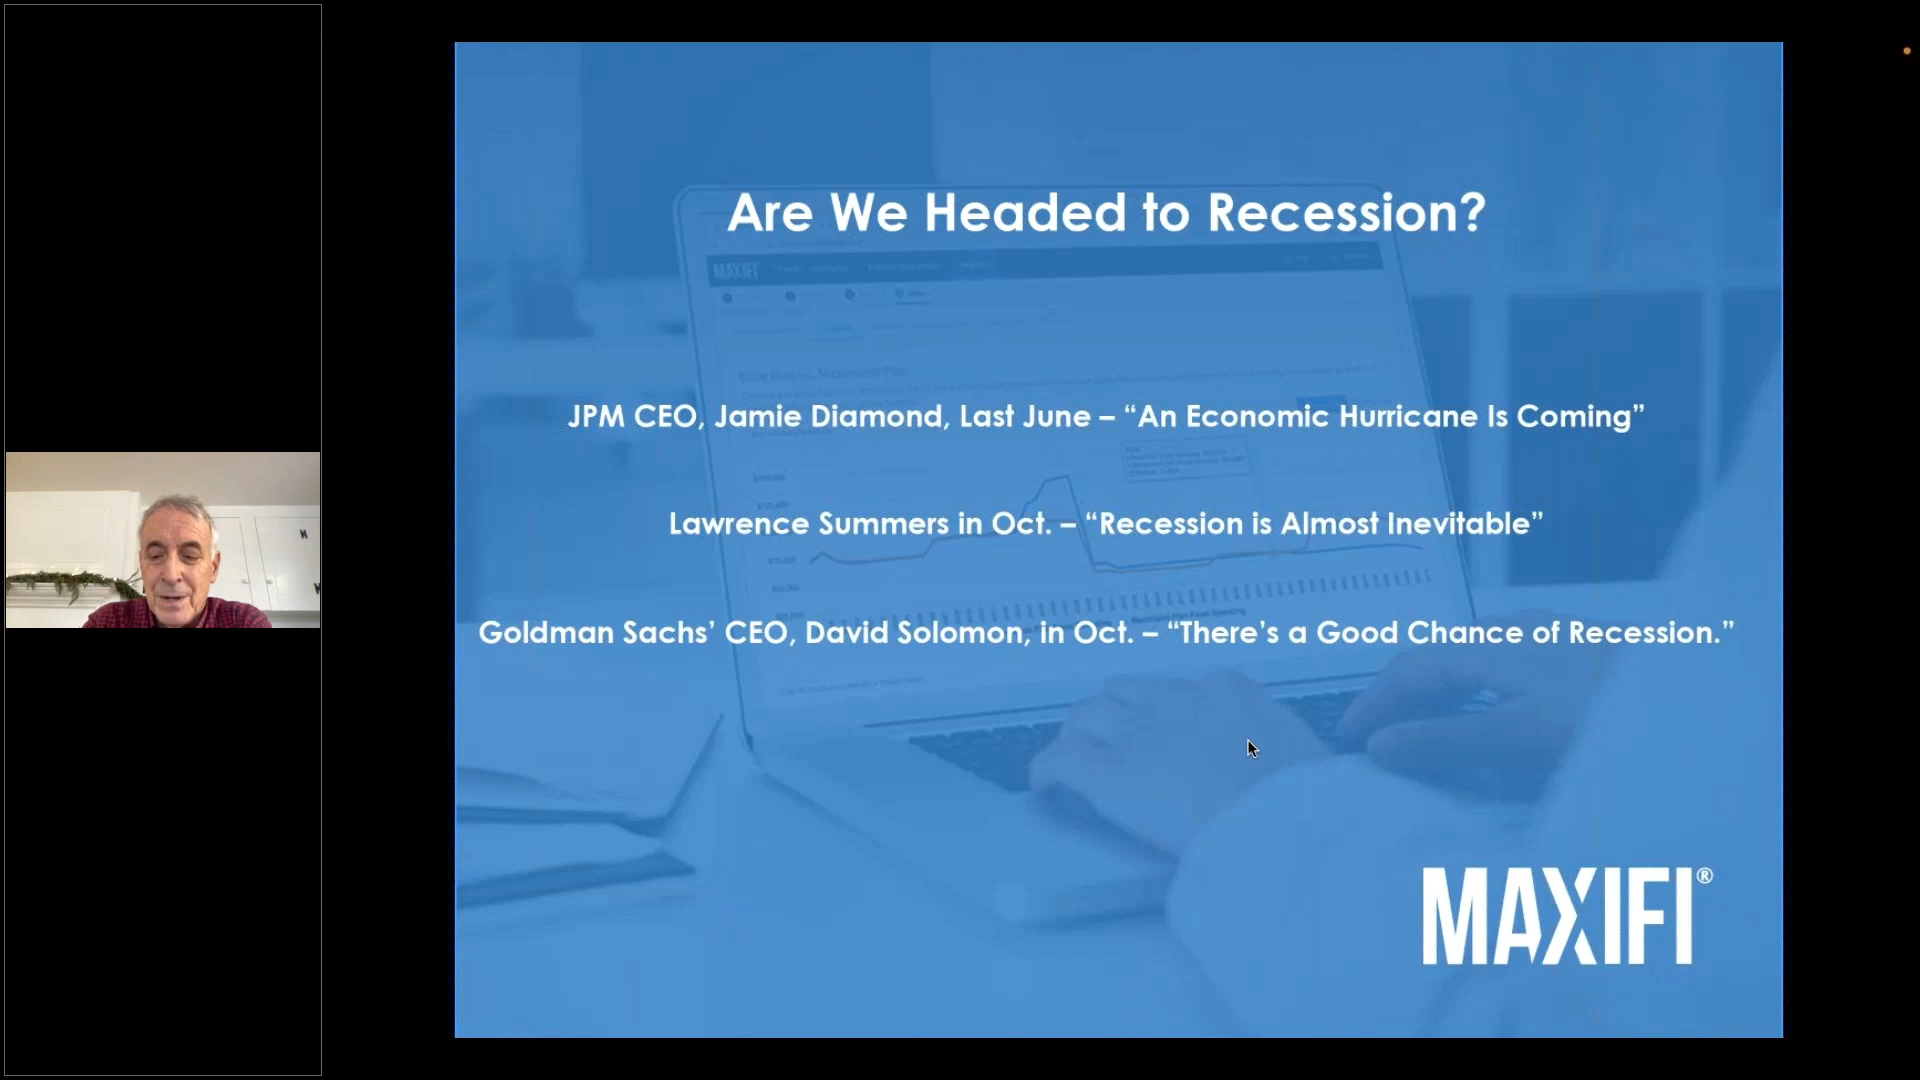 Are We Headed to Recession?
MAXIFI
JPM CEO, Jamie Diamond, Last June – “An Economic Hurricane Is Coming”
Lawrence Summers in Oct. – “Recession is Almost Inevitable”
Goldman Sachs’ CEO, David Solomon, in Oct. – “There’s a Good Chance of Recession.”
MAXIFI®